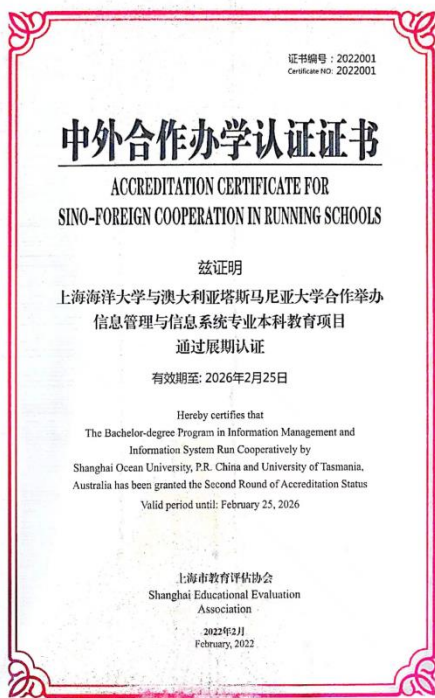 证书编号：2022001
Certificate NO: 2022001
中外合作办学认证证书
ACCREDITATION CERTIFICATE FOR
SINO-FOREIGN COOPERATION IN RUNNING SCHOOLS
兹证明
上海海洋大学与澳大利亚塔斯马尼亚大学合作举办
信息管理与信息系统专业本科教育项目
通过展期认证
有效期至: 2026年2月25日
Hereby certifies that
The Bachelor-degree Program in Information Management and
Information System Run Cooperatively by
Shanghai Ocean University, P.R. China and University of Tasmania,
Australia has been granted the Second Round of Accreditation Status
Valid period until: February 25, 2026
上海市教育评估协会
Shanghai Educational Evaluation
Association
2022年2月
February, 2022